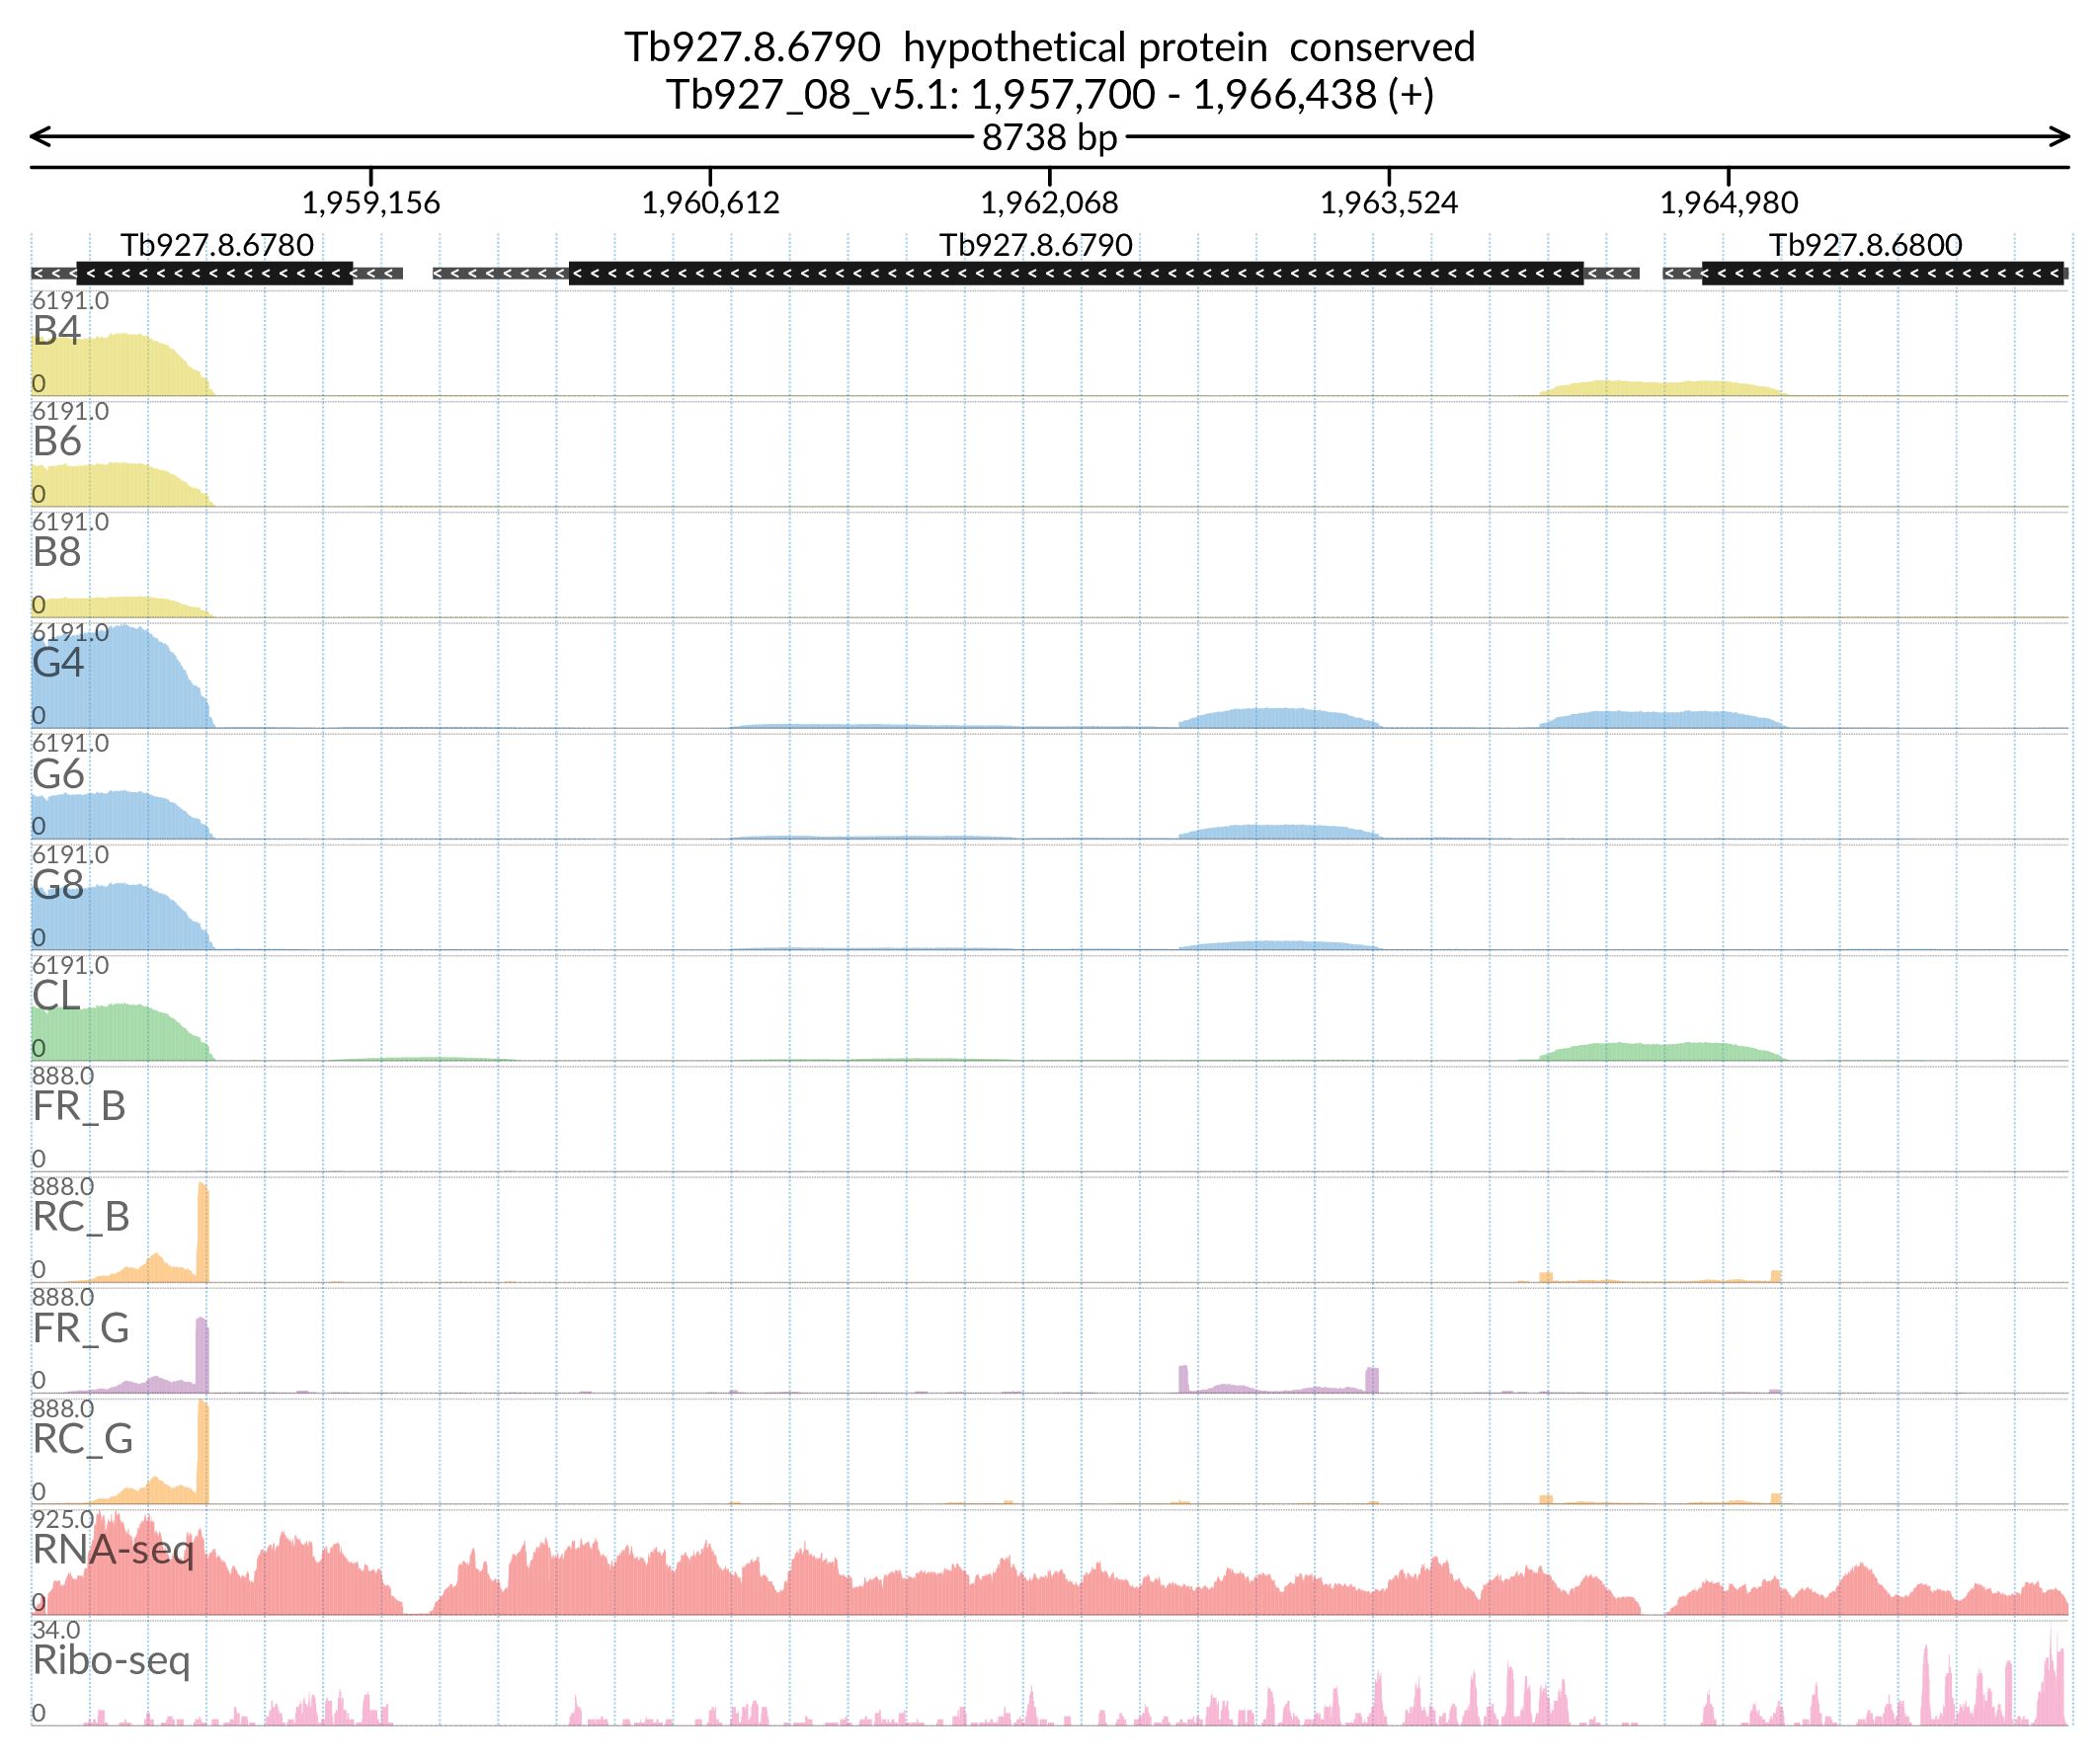 Tb927.8.6790  hypothetical protein  conserved
Tb927_08_v5.1: 1,957,700 - 1,966,438 (+)
8738 bp
1,959,156 1,960,612 1,962,068 1,963,524 1,964,980
Tb927.8.6780 Tb927.8.6790 Tb927.8.6800
6191.0
B4
0
6191.0
B6
0
6191.0
B8
0
6191.0
G4
0
6191.0
G6
0
6191.0
G8
0
6191.0
CL
0
888.0
FR_B
0
888.0
RC_B
0
888.0
FR_G
0
888.0
RC_G
0
925.0
RNA-seq
0
34.0
Ribo-seq
0